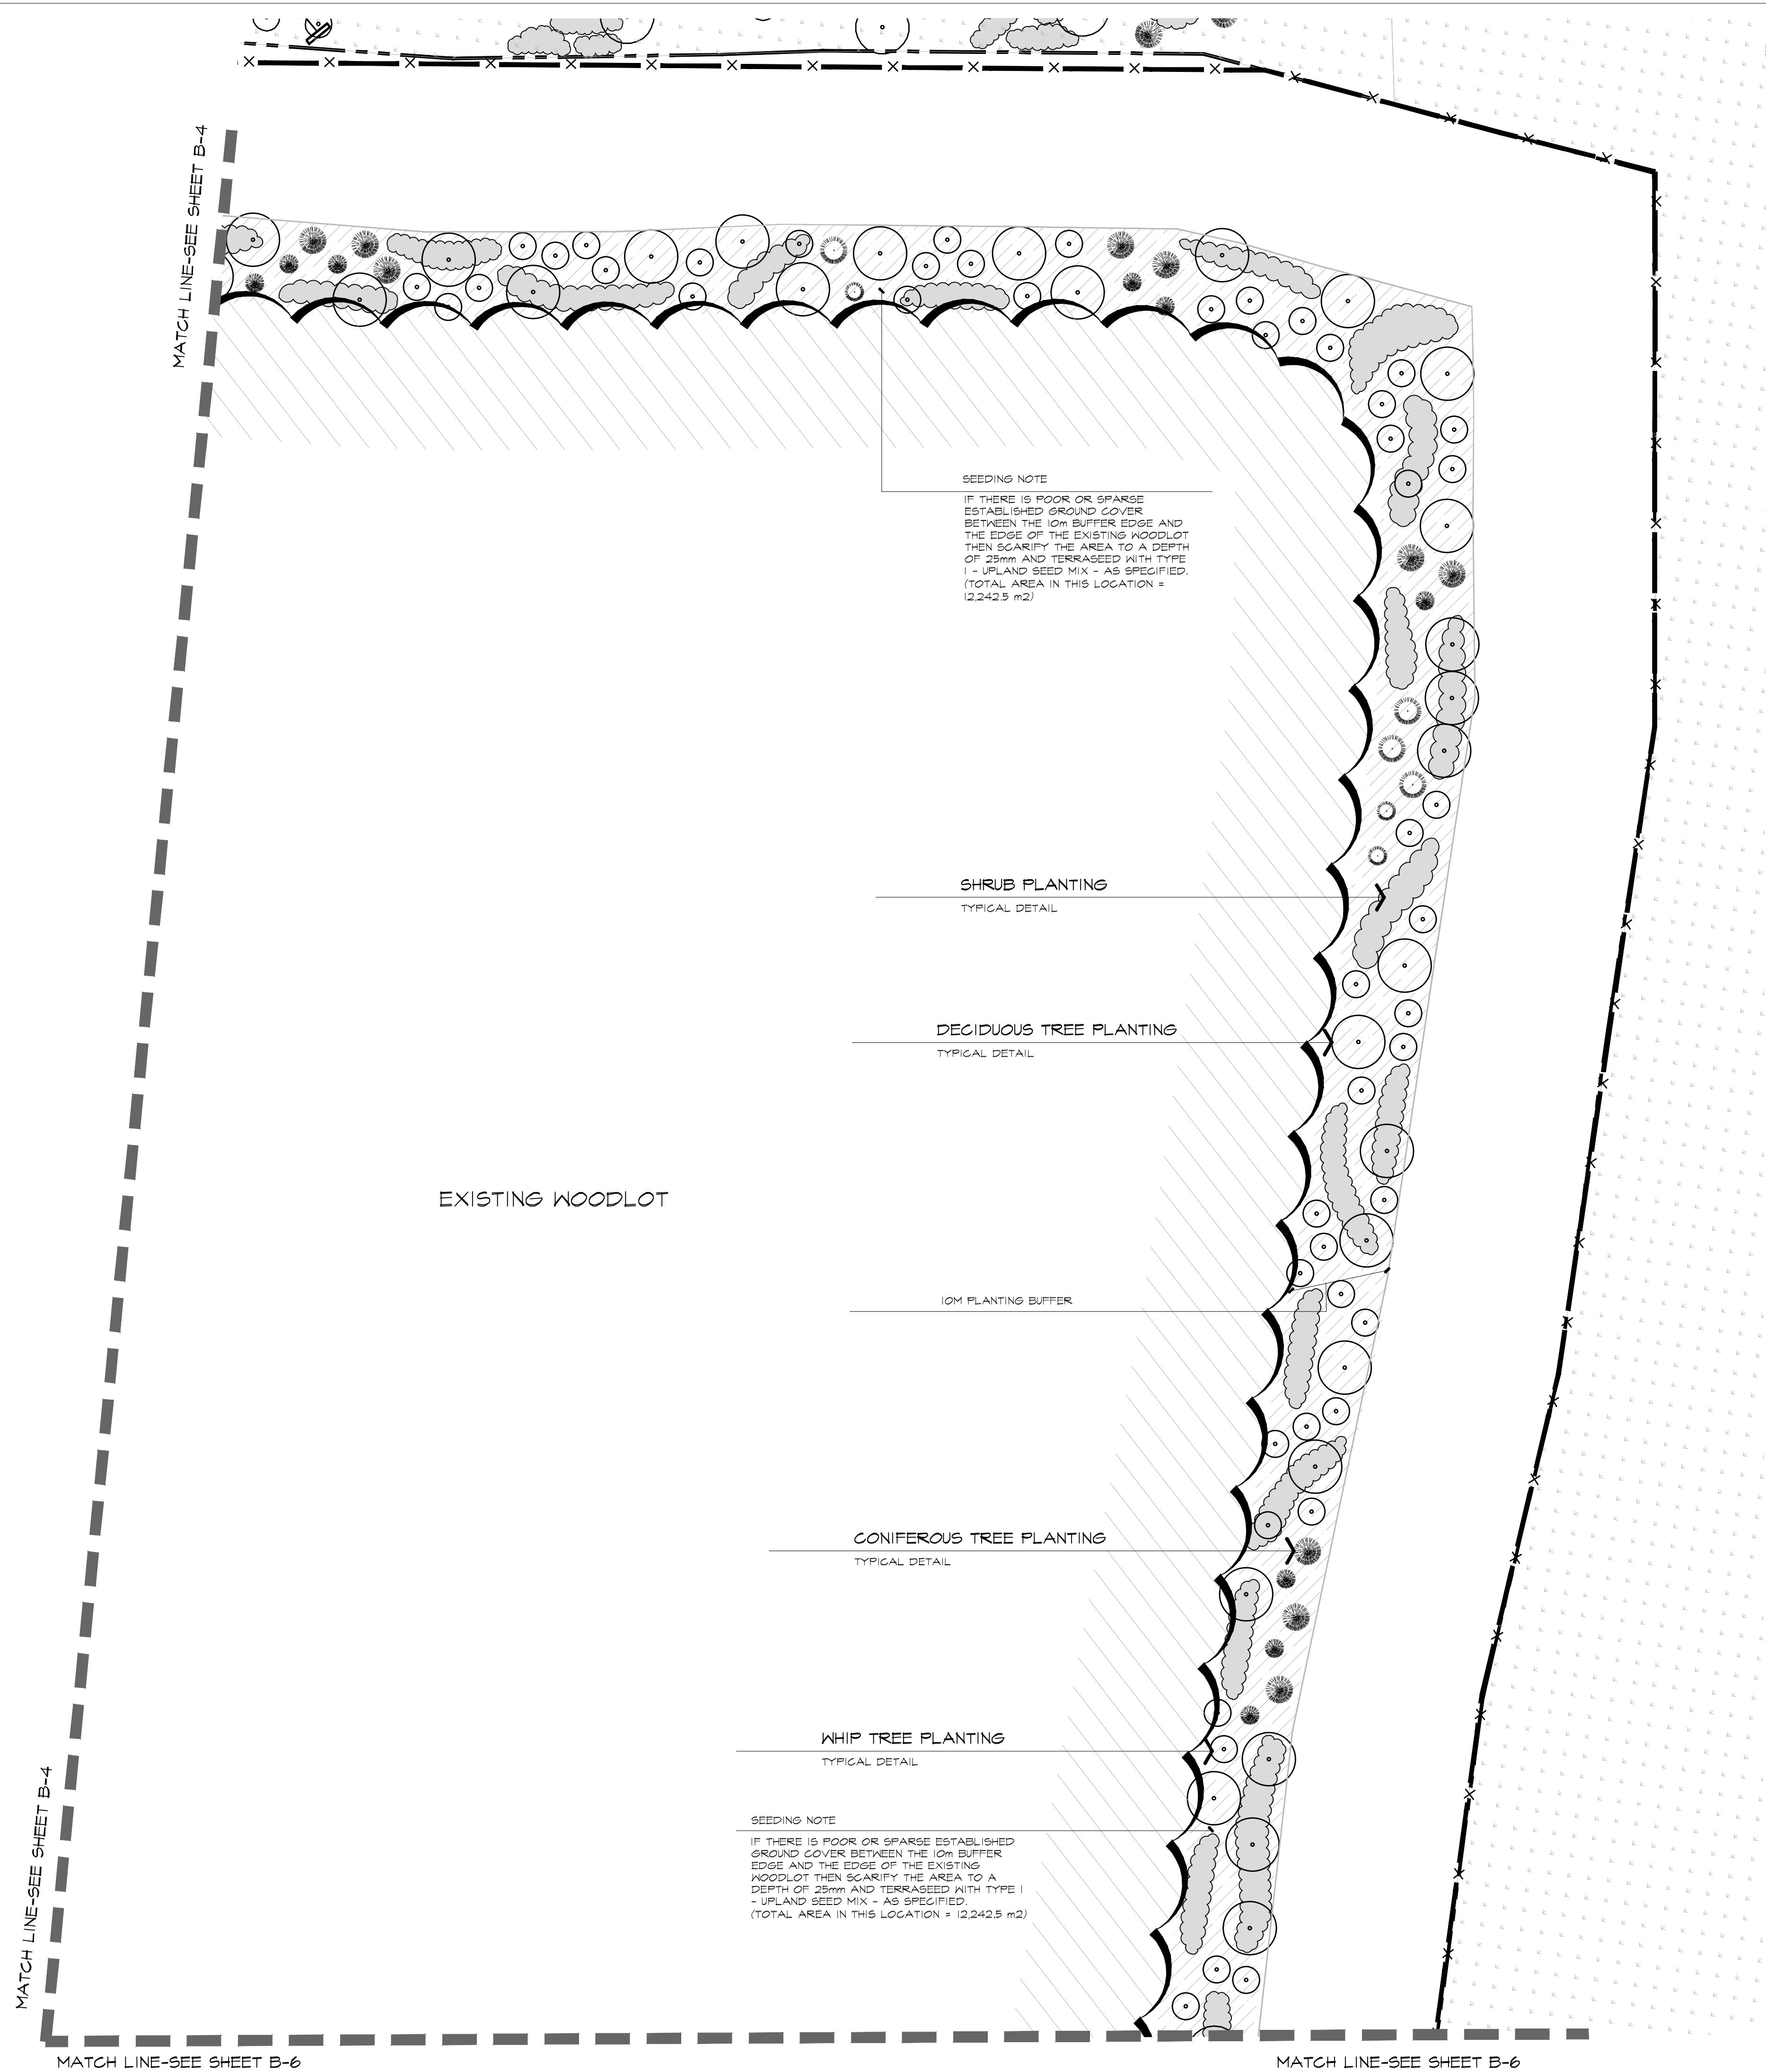 MATCH LINE-SEE SHEET B-4
SEEDING NOTE
IF THERE IS POOR OR SPARSE
ESTABLISHED GROUND COVER
BETWEEN THE 10m BUFFER EDGE AND
THE EDGE OF THE EXISTING WOODLOT
THEN SCARIFY THE AREA TO A DEPTH
OF 25mm AND TERRASEED WITH TYPE
1 - UPLAND SEED MIX - AS SPECIFIED.
(TOTAL AREA IN THIS LOCATION =
12,242.5 m2)
SHRUB PLANTING
TYPICAL DETAIL
DECIDUOUS TREE PLANTING
TYPICAL DETAIL
EXISTING WOODLOT
10M PLANTING BUFFER
CONIFEROUS TREE PLANTING
TYPICAL DETAIL
WHIP TREE PLANTING
TYPICAL DETAIL
SEEDING NOTE
IF THERE IS POOR OR SPARSE ESTABLISHED
GROUND COVER BETWEEN THE 10m BUFFER
EDGE AND THE EDGE OF THE EXISTING
WOODLOT THEN SCARIFY THE AREA TO A
DEPTH OF 25mm AND TERRASEED WITH TYPE 1
- UPLAND SEED MIX - AS SPECIFIED.
(TOTAL AREA IN THIS LOCATION = 12,242.5 m2)
MATCH LINE-SEE SHEET B-4
MATCH LINE-SEE SHEET B-6
MATCH LINE-SEE SHEET B-6